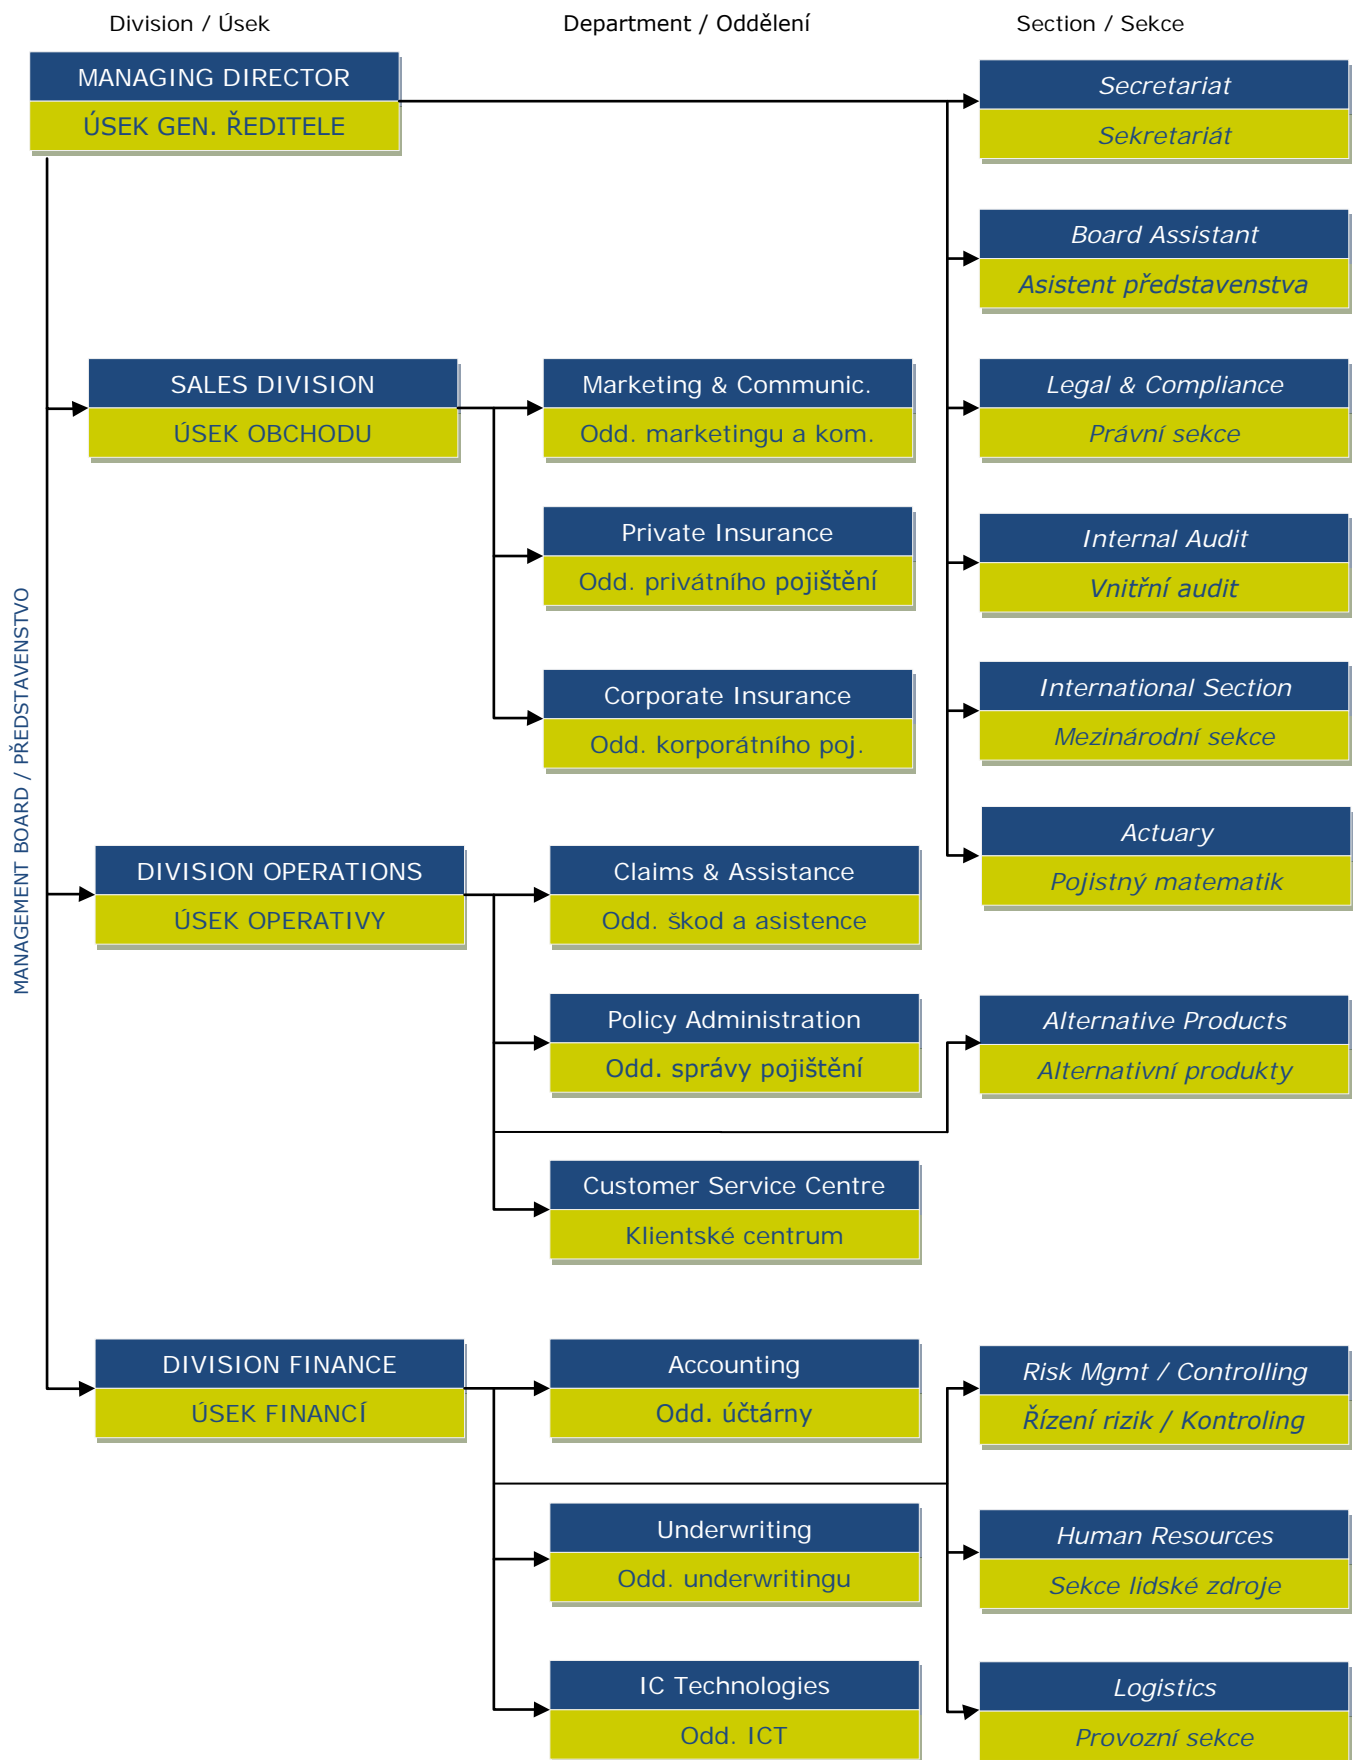 Division / Úsek
Department / Oddělení
Section / Sekce
MANAGING DIRECTOR
ÚSEK GEN. ŘEDITELE
Secretariat
Sekretariát
Board Assistant
Asistent představenstva
SALES DIVISION
ÚSEK OBCHODU
Marketing & Communic.
Odd. marketingu a kom.
Legal & Compliance
Právní sekce
Private Insurance
Odd. privátního pojištění
Internal Audit
Vnitřní audit
Corporate Insurance
Odd. korporátního poj.
International Section
Mezinárodní sekce
MANAGEMENT BOARD / PŘEDSTAVENSTVO
Actuary
Pojistný matematik
DIVISION OPERATIONS
ÚSEK OPERATIVY
Claims & Assistance
Odd. škod a asistence
Policy Administration
Odd. správy pojištění
Alternative Products
Alternativní produkty
Customer Service Centre
Klientské centrum
DIVISION FINANCE
ÚSEK FINANCÍ
Accounting
Odd. účtárny
Risk Mgmt / Controlling
Řízení rizik / Kontroling
Underwriting
Odd. underwritingu
Human Resources
Sekce lidské zdroje
IC Technologies
Odd. ICT
Logistics
Provozní sekce